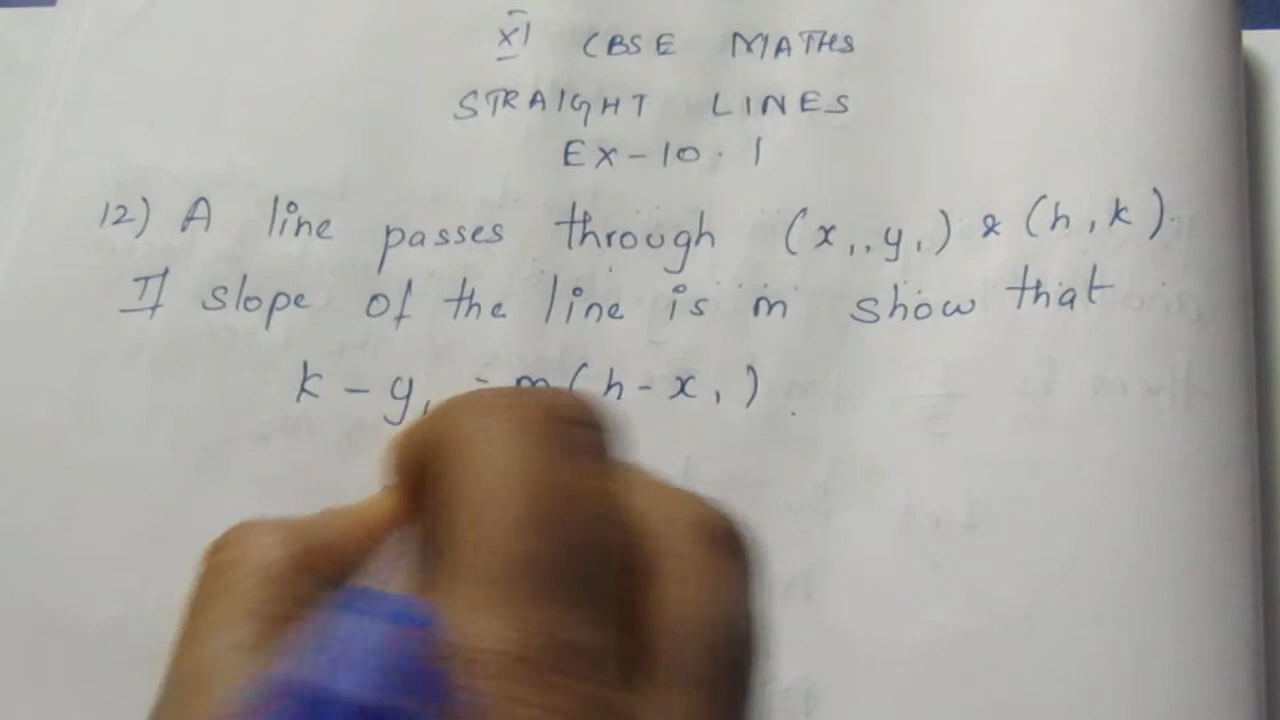 XI CBSE MATHS
STRAIGHT LINES
EX-10.1
12) A line passes through (x₁, y₁) & (h, k).
If slope of the line is m show that
k - y₁ = m(h - x₁).